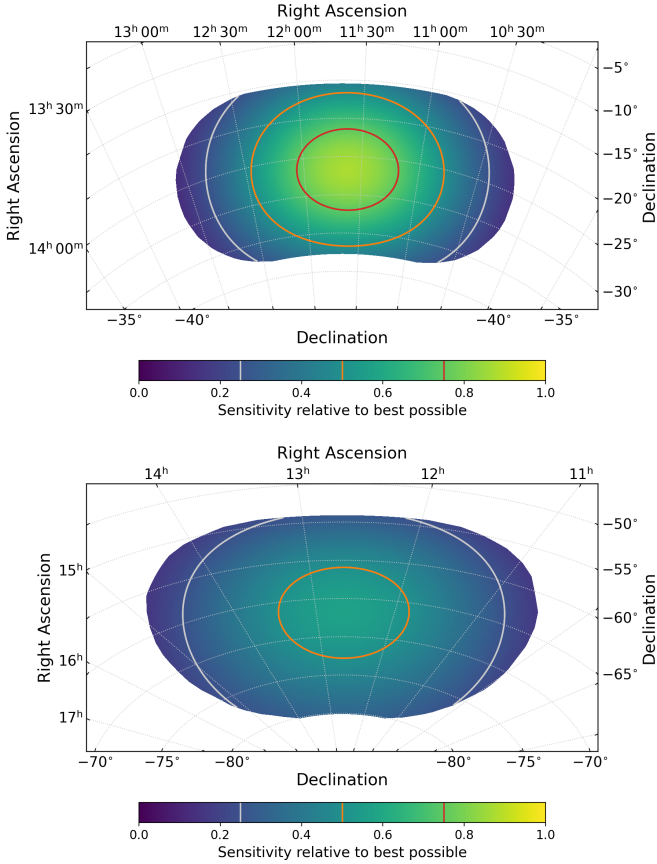 Right Ascension
13ʰ 00ᵐ 12ʰ 30ᵐ 12ʰ 00ᵐ 11ʰ 30ᵐ 11ʰ 00ᵐ 10ʰ 30ᵐ
Right Ascension
13ʰ 30ᵐ
14ʰ 00ᵐ
−5°
−10°
−15°
−20°
−25°
−30°
Declination
−35° −40° −40° −35°
Declination
0.0 0.2 0.4 0.6 0.8 1.0
Sensitivity relative to best possible
Right Ascension
14ʰ 13ʰ 12ʰ 11ʰ
Right Ascension
15ʰ
16ʰ
17ʰ
−50°
−55°
−60°
−65°
Declination
−70° −75° −80° −80° −75° −70°
Declination
0.0 0.2 0.4 0.6 0.8 1.0
Sensitivity relative to best possible